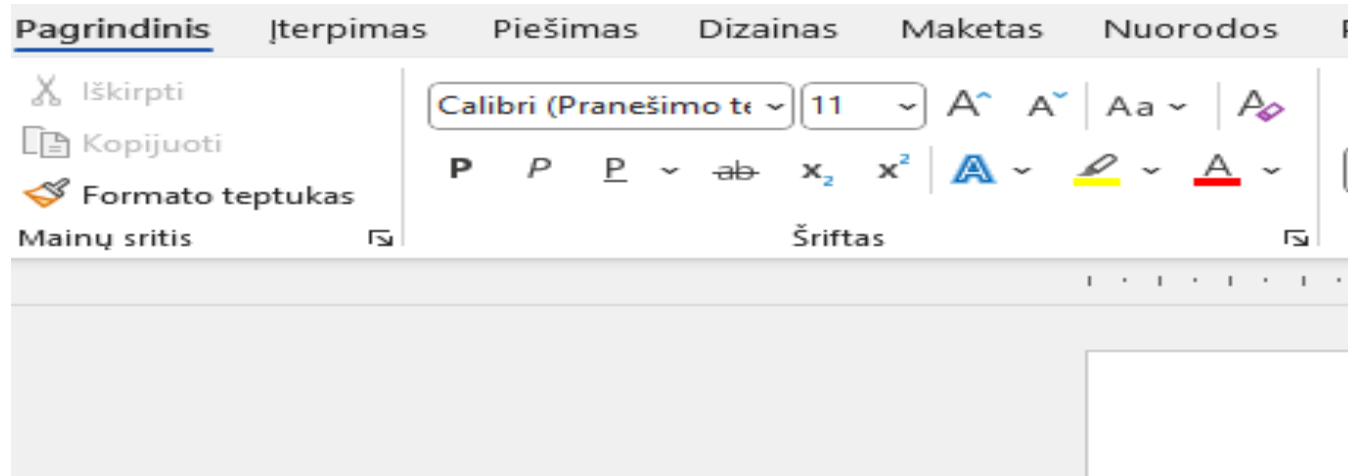 Pagrindinis Įterpimas Piešimas Dizainas Maketas Nuorodos
Iškirpti
Kopijuoti
Formato teptukas
Mainų sritis
Calibri (Pranešimo te 11 A A Aa A
P P P ab x₂ x² A A
Šriftas